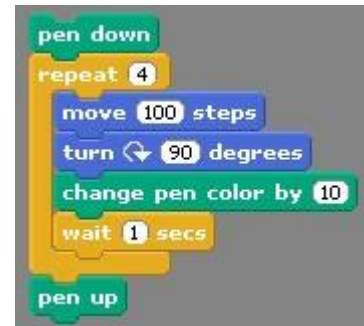 pen down
repeat 4
move 100 steps
turn 90 degrees
change pen color by 10
wait 1 secs
pen up